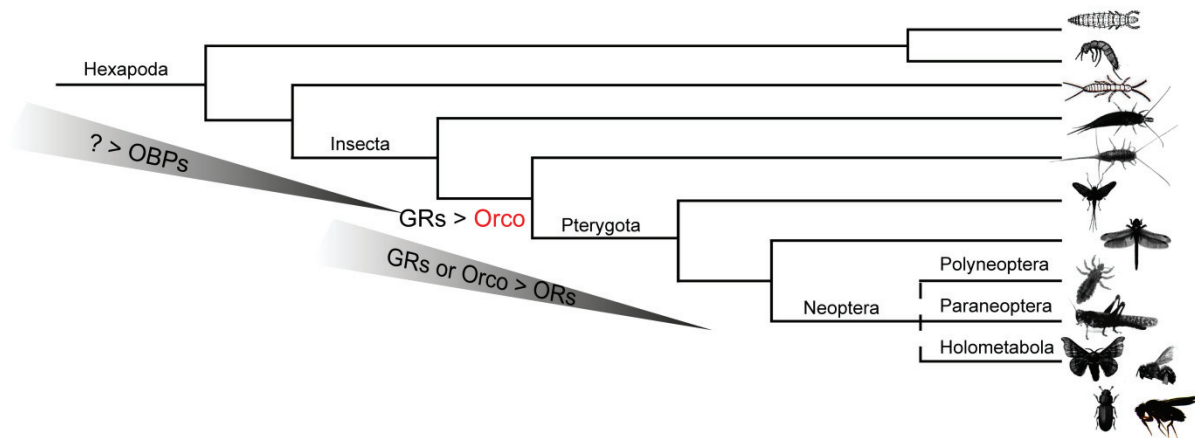 Hexapoda
? > OBPs
Insecta
GRs > Orco
Pterygota
GRs or Orco > ORs
Polyneoptera
Neoptera
Paraneoptera
Holometabola